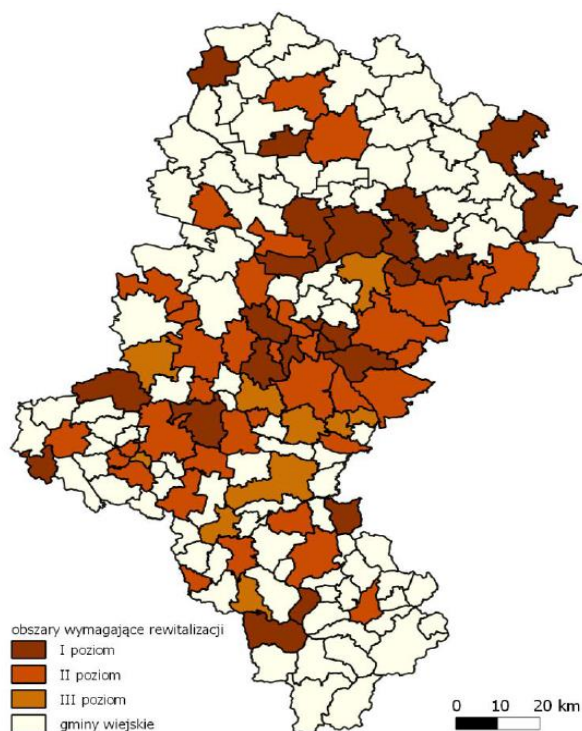 obszary wymagające rewitalizacji
I poziom
II poziom
III poziom
gminy wiejskie
0 10 20 km